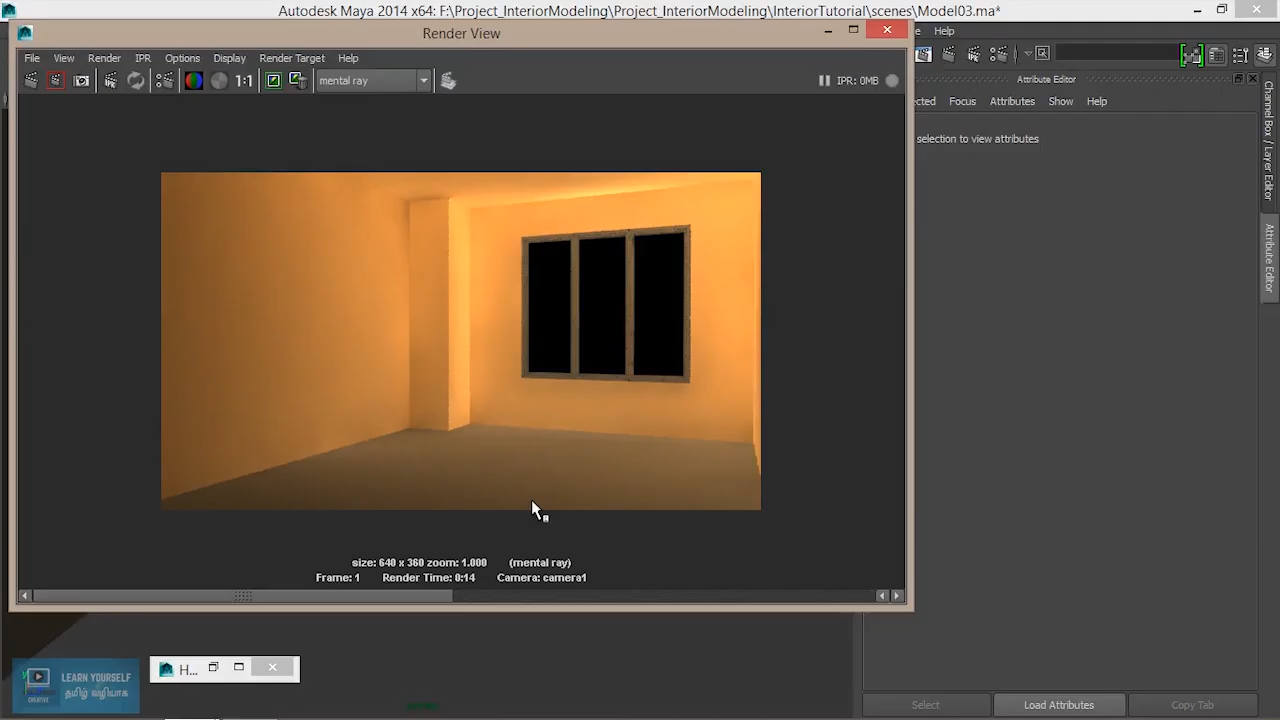 Autodesk Maya 2014 x64: F:\Project_InteriorModeling\Project_InteriorModeling\InteriorTutorial\scenes\Model03.ma*
Render View
File View Render IPR Options Display Render Target Help
1:1 mental ray IPR: 0MB
Help
Attribute Editor
ected Focus Attributes Show Help
selection to view attributes
Channel Box / Layer Editor
Attribute Editor
size: 640 x 360 zoom: 1.000 (mental ray)
Frame: 1 Render Time: 0:14 Camera: camera1
H...
LEARN YOURSELF
தமிழ் வழியாக
CREATIVE
Select Load Attributes Copy Tab